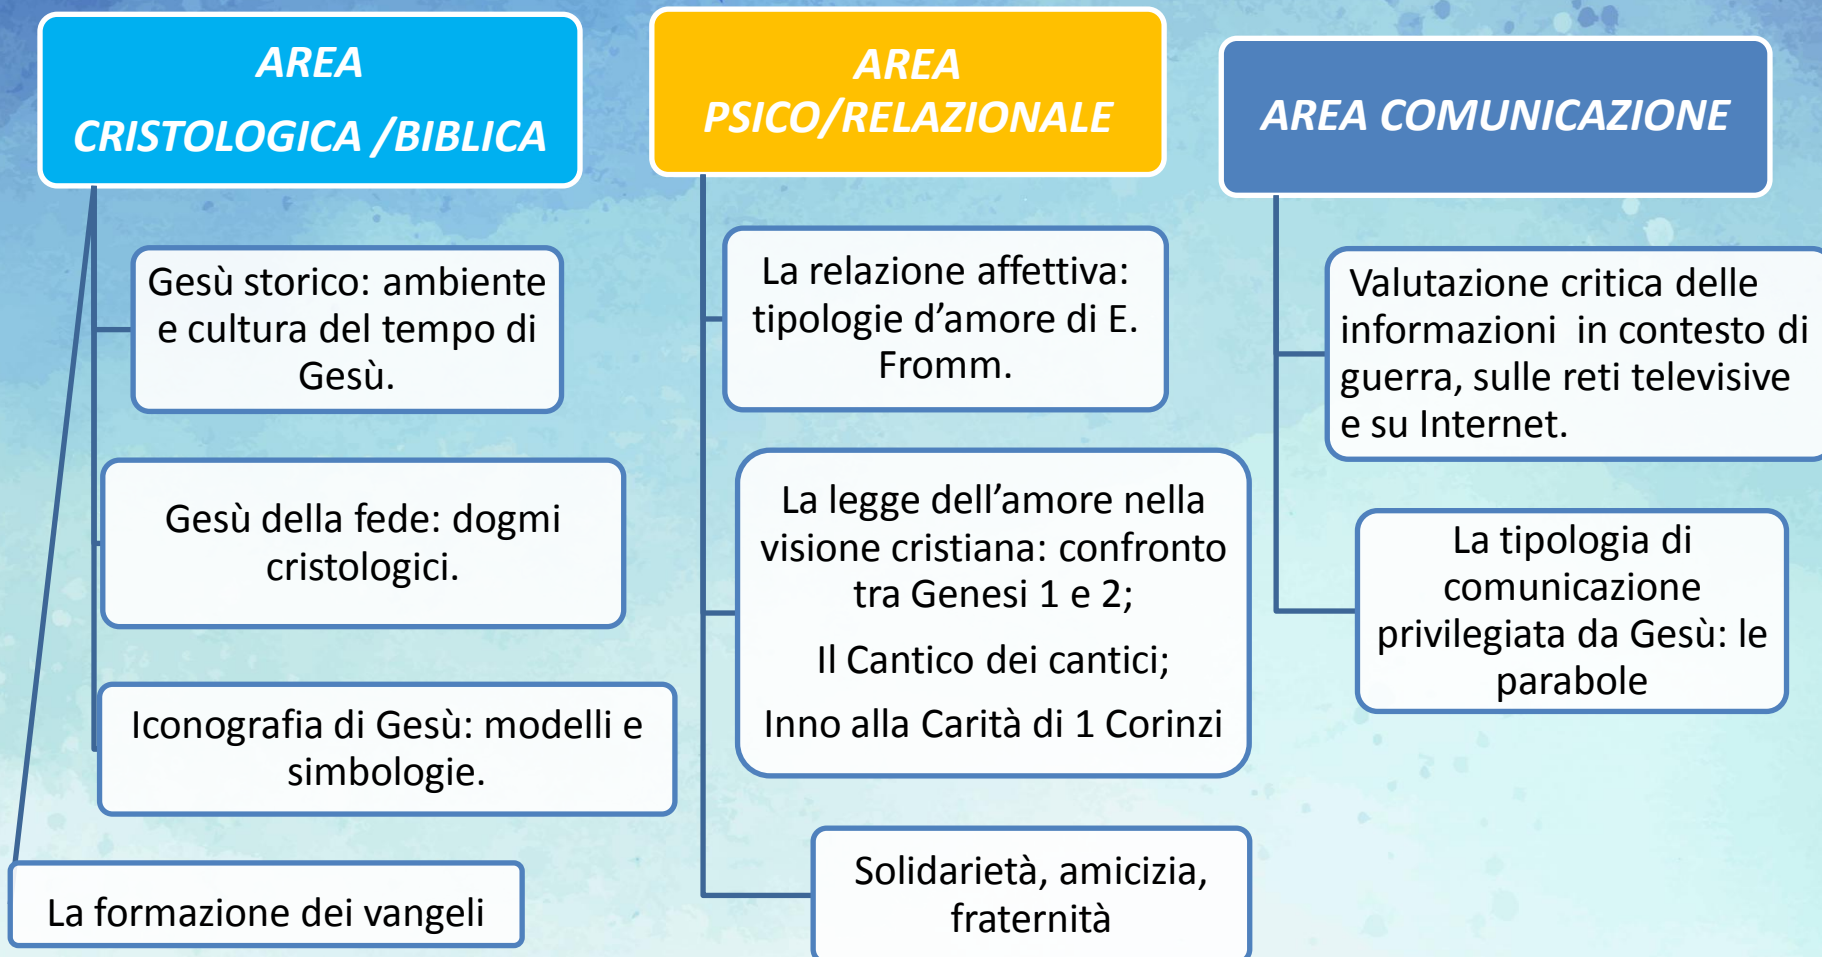 AREA
CRISTOLOGICA /BIBLICA
Gesù storico: ambiente
e cultura del tempo di
Gesù.
Gesù della fede: dogmi
cristologici.
Iconografia di Gesù: modelli e
simbologie.
La formazione dei vangeli
AREA
PSICO/RELAZIONALE
La relazione affettiva:
tipologie d’amore di E.
Fromm.
La legge dell’amore nella
visione cristiana: confronto
tra Genesi 1 e 2;
Il Cantico dei cantici;
Inno alla Carità di 1 Corinzi
Solidarietà, amicizia,
fraternità
AREA COMUNICAZIONE
Valutazione critica delle
informazioni in contesto di
guerra, sulle reti televisive
e su Internet.
La tipologia di
comunicazione
privilegiata da Gesù: le
parabole